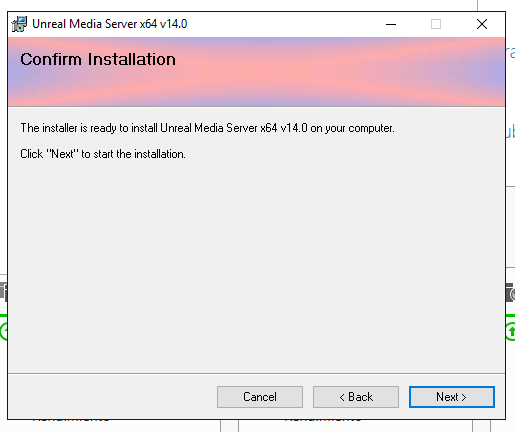 Unreal Media Server x64 v14.0
Confirm Installation
The installer is ready to install Unreal Media Server x64 v14.0 on your computer.
Click "Next" to start the installation.
Cancel
< Back
Next >